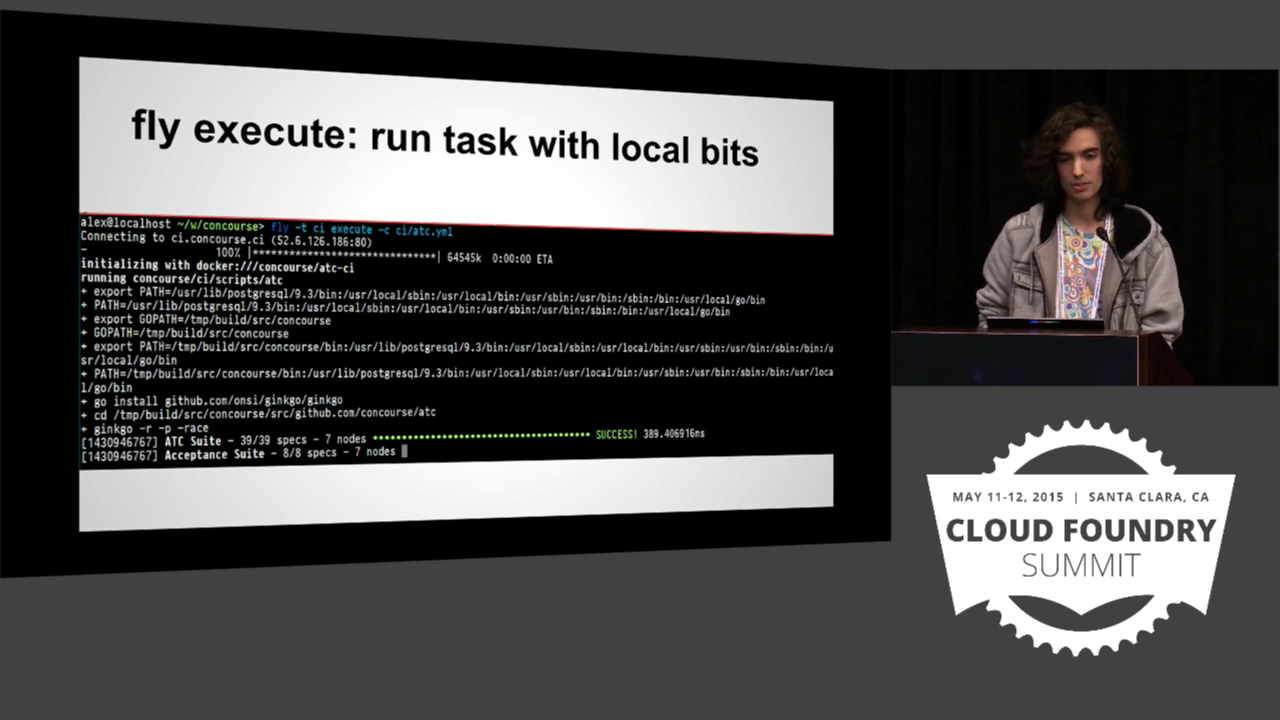 fly execute: run task with local bits
alex@localhost ~/w/concourse> fly -t ci execute -c ci/atc.yml
Connecting to ci.concourse.ci (52.6.126.186:80)
- 100% |*******************************| 64545k 0:00:00 ETA
initializing with docker:///concourse/atc-ci
running concourse/ci/scripts/atc
+ export PATH=/usr/lib/postgresql/9.3/bin:/usr/local/sbin:/usr/local/bin:/usr/sbin:/usr/bin:/sbin:/bin:/usr/local/go/bin
+ PATH=/usr/lib/postgresql/9.3/bin:/usr/local/sbin:/usr/local/bin:/usr/sbin:/usr/bin:/sbin:/bin:/usr/local/go/bin
+ export GOPATH=/tmp/build/src/concourse
+ GOPATH=/tmp/build/src/concourse
+ export PATH=/tmp/build/src/concourse/bin:/usr/lib/postgresql/9.3/bin:/usr/local/sbin:/usr/local/bin:/usr/sbin:/usr/bin:/sbin:/bin:/u
sr/local/go/bin
+ PATH=/tmp/build/src/concourse/bin:/usr/lib/postgresql/9.3/bin:/usr/local/sbin:/usr/local/bin:/usr/sbin:/usr/bin:/sbin:/bin:/usr/loca
l/go/bin
+ go install github.com/onsi/ginkgo/ginkgo
+ cd /tmp/build/src/concourse/src/github.com/concourse/atc
+ ginkgo -r -p -race
[1430946767] ATC Suite - 39/39 specs - 7 nodes ••••••••••••••••••••••••••••••••••••••• SUCCESS! 389.406916ms
[1430946767] Acceptance Suite - 8/8 specs - 7 nodes
MAY 11-12, 2015 | SANTA CLARA, CA
CLOUD FOUNDRY
SUMMIT